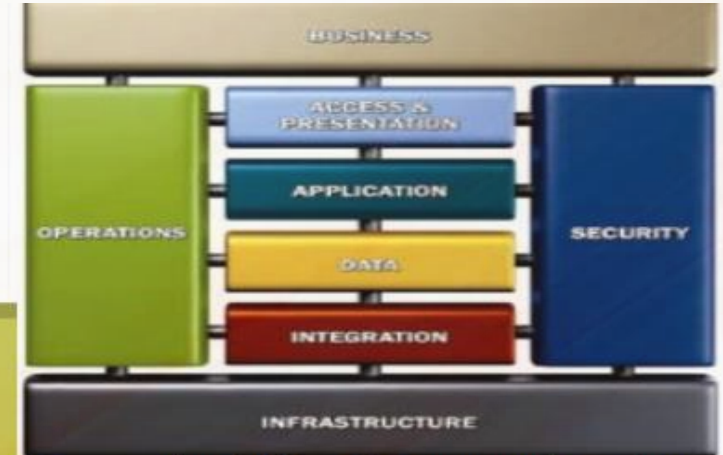 BUSINESS
ACCESS &
PRESENTATION
APPLICATION
OPERATIONS
SECURITY
DATA
INTEGRATION
INFRASTRUCTURE